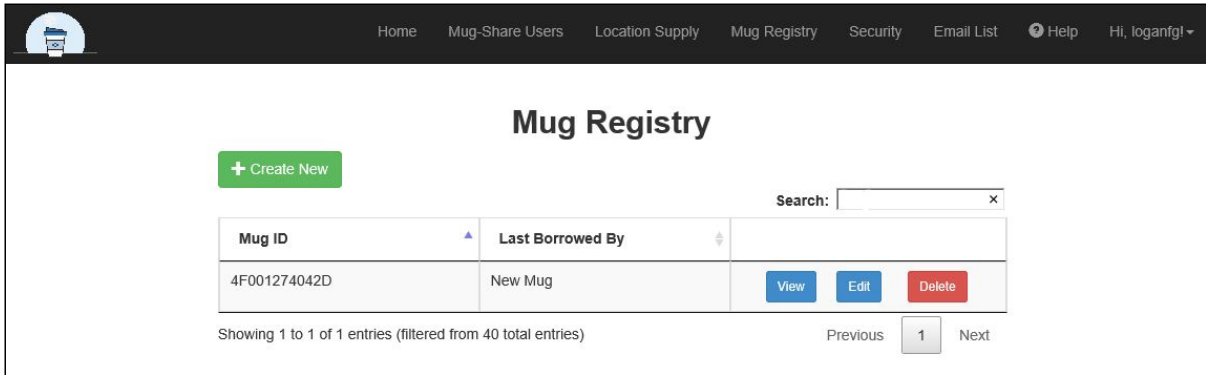 Home Mug-Share Users Location Supply Mug Registry Security Email List Help Hi, loganfg!
Mug Registry
Create New
Search:
Mug ID Last Borrowed By
4F001274042D New Mug View Edit Delete
Showing 1 to 1 of 1 entries (filtered from 40 total entries) Previous 1 Next